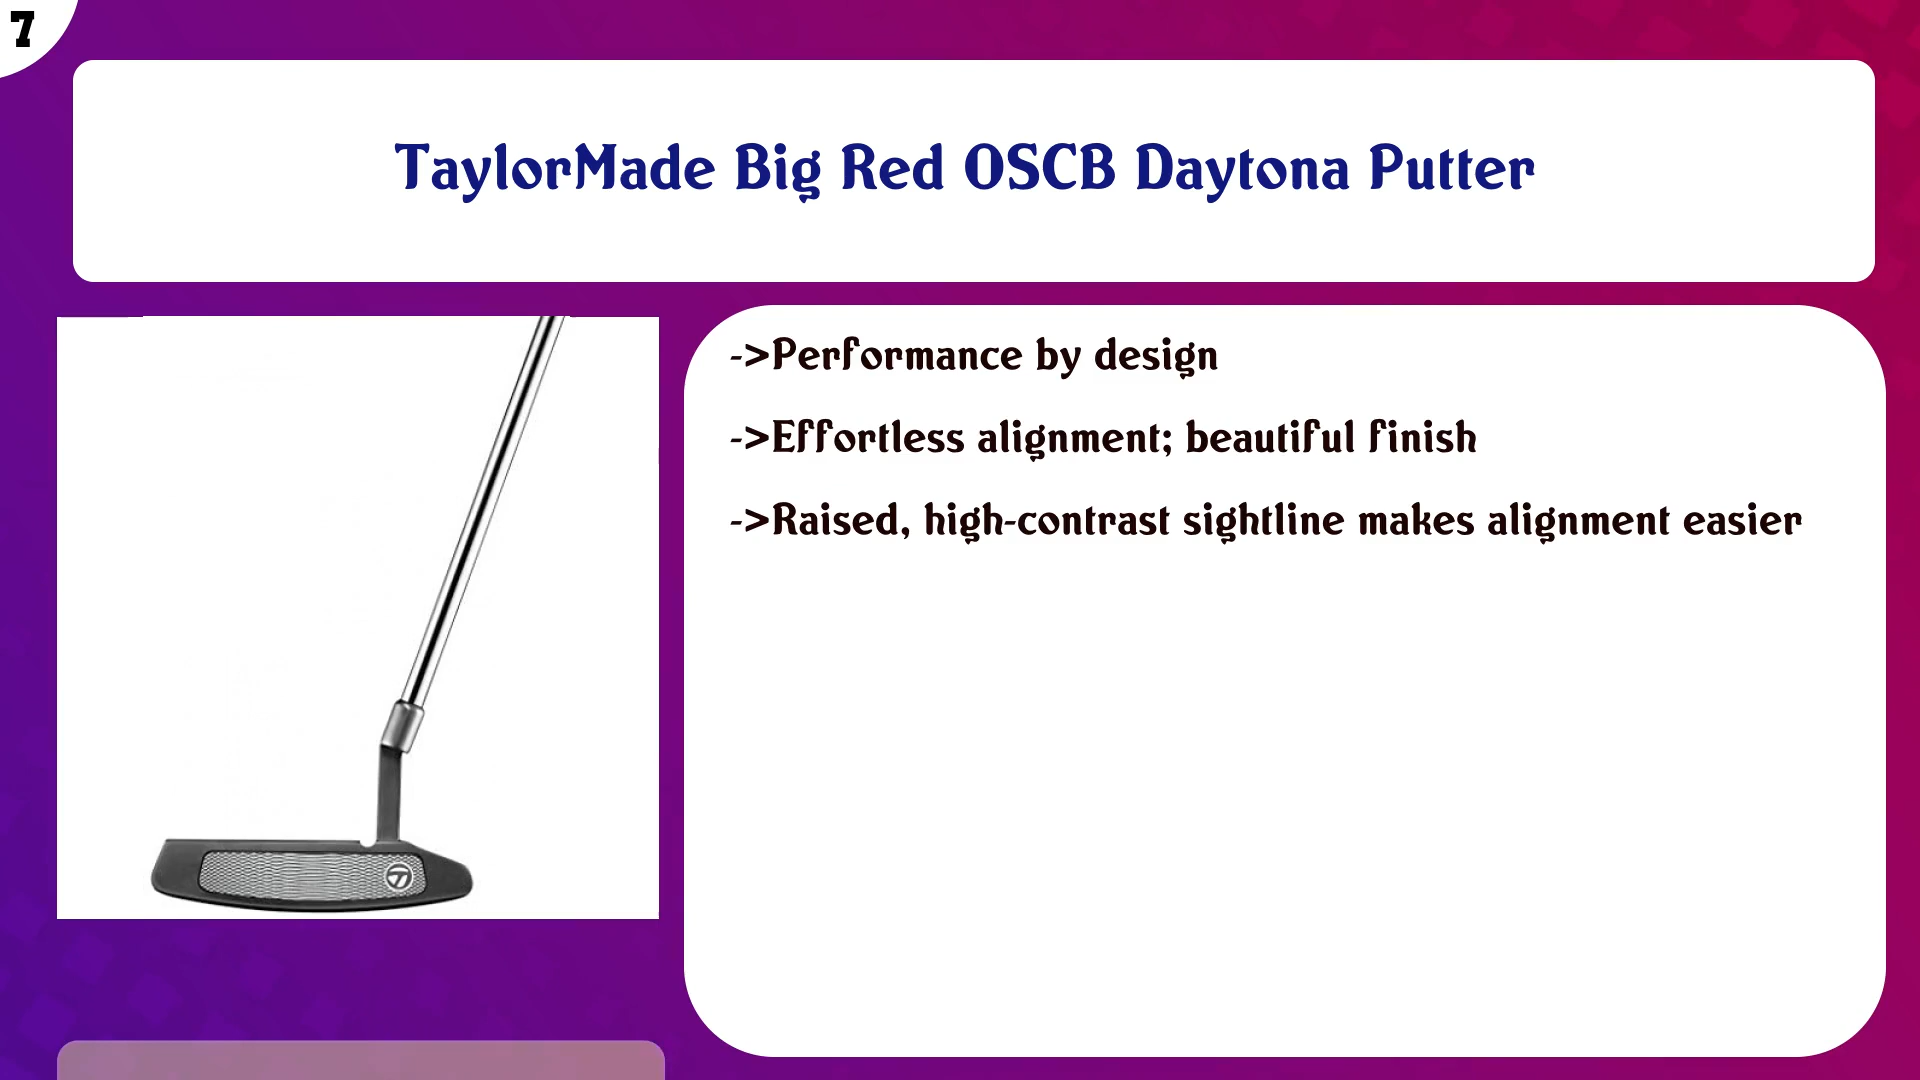 7
TaylorMade Big Red OSCB Daytona Putter
->Performance by design
->Effortless alignment; beautiful finish
->Raised, high-contrast sightline makes alignment easier